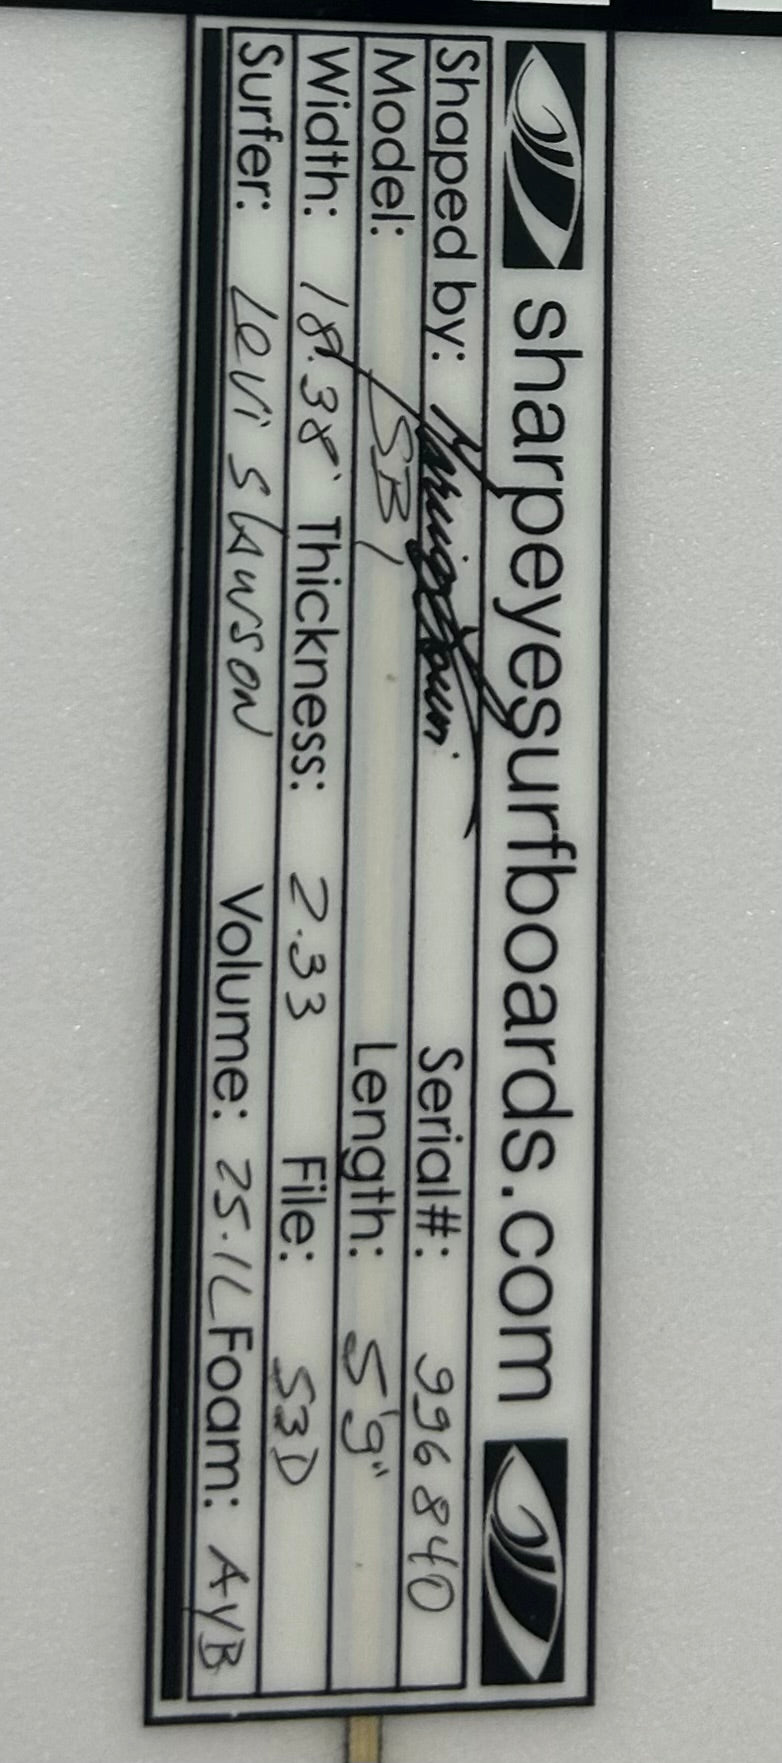 sharpeyesurfboards.com
Shaped by: Serial#: 996840
Model: SB1 Length: 5'9"
Width: 18.38 Thickness: 2.33 File: S3D
Surfer: Levi Slawson Volume: 25.1L Foam: AYB